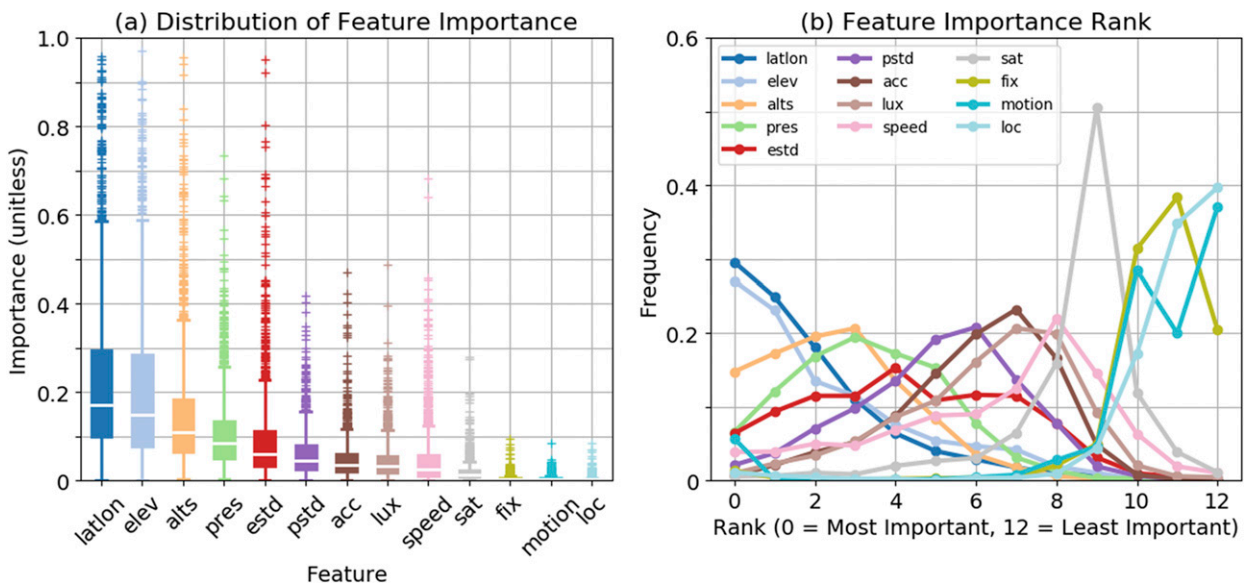 (a) Distribution of Feature Importance
1.0
0.8
0.6
0.4
0.2
0
Importance (unitless)
latlon
elev
alts
pres
estd
pstd
acc
lux
speed
sat
fix
motion
loc
Feature
(b) Feature Importance Rank
0.6
0.4
0.2
0
Frequency
latlon
elev
alts
pres
estd
pstd
acc
lux
speed
sat
fix
motion
loc
0 2 4 6 8 10 12
Rank (0 = Most Important, 12 = Least Important)